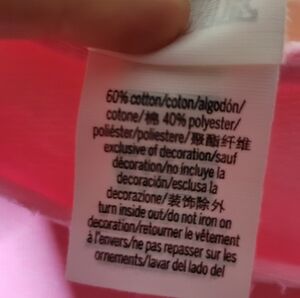 60% cotton/coton/algodón/
cotone/棉 40% polyester/
poliéster/poliestere/聚酯纤维
exclusive of decoration/sauf
décoration/no incluye la
decoración/esclusa la
decorazione/装饰除外
turn inside out/do not iron on
decoration/retourner le vêtement
à l'envers/ne pas repasser sur les
ornements/lavar del lado del